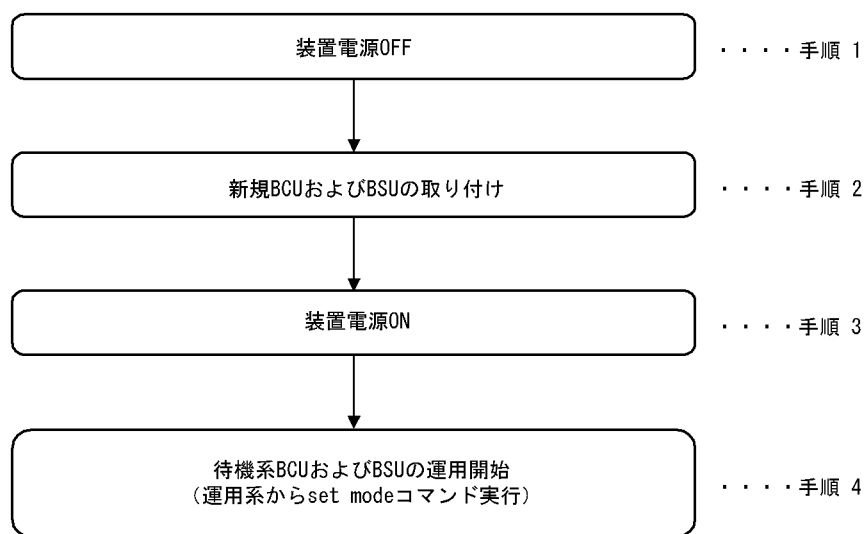 装置電源OFF ・・・・手順 1
新規BCUおよびBSUの取り付け ・・・・手順 2
装置電源ON ・・・・手順 3
待機系BCUおよびBSUの運用開始
(運用系からset modeコマンド実行) ・・・・手順 4